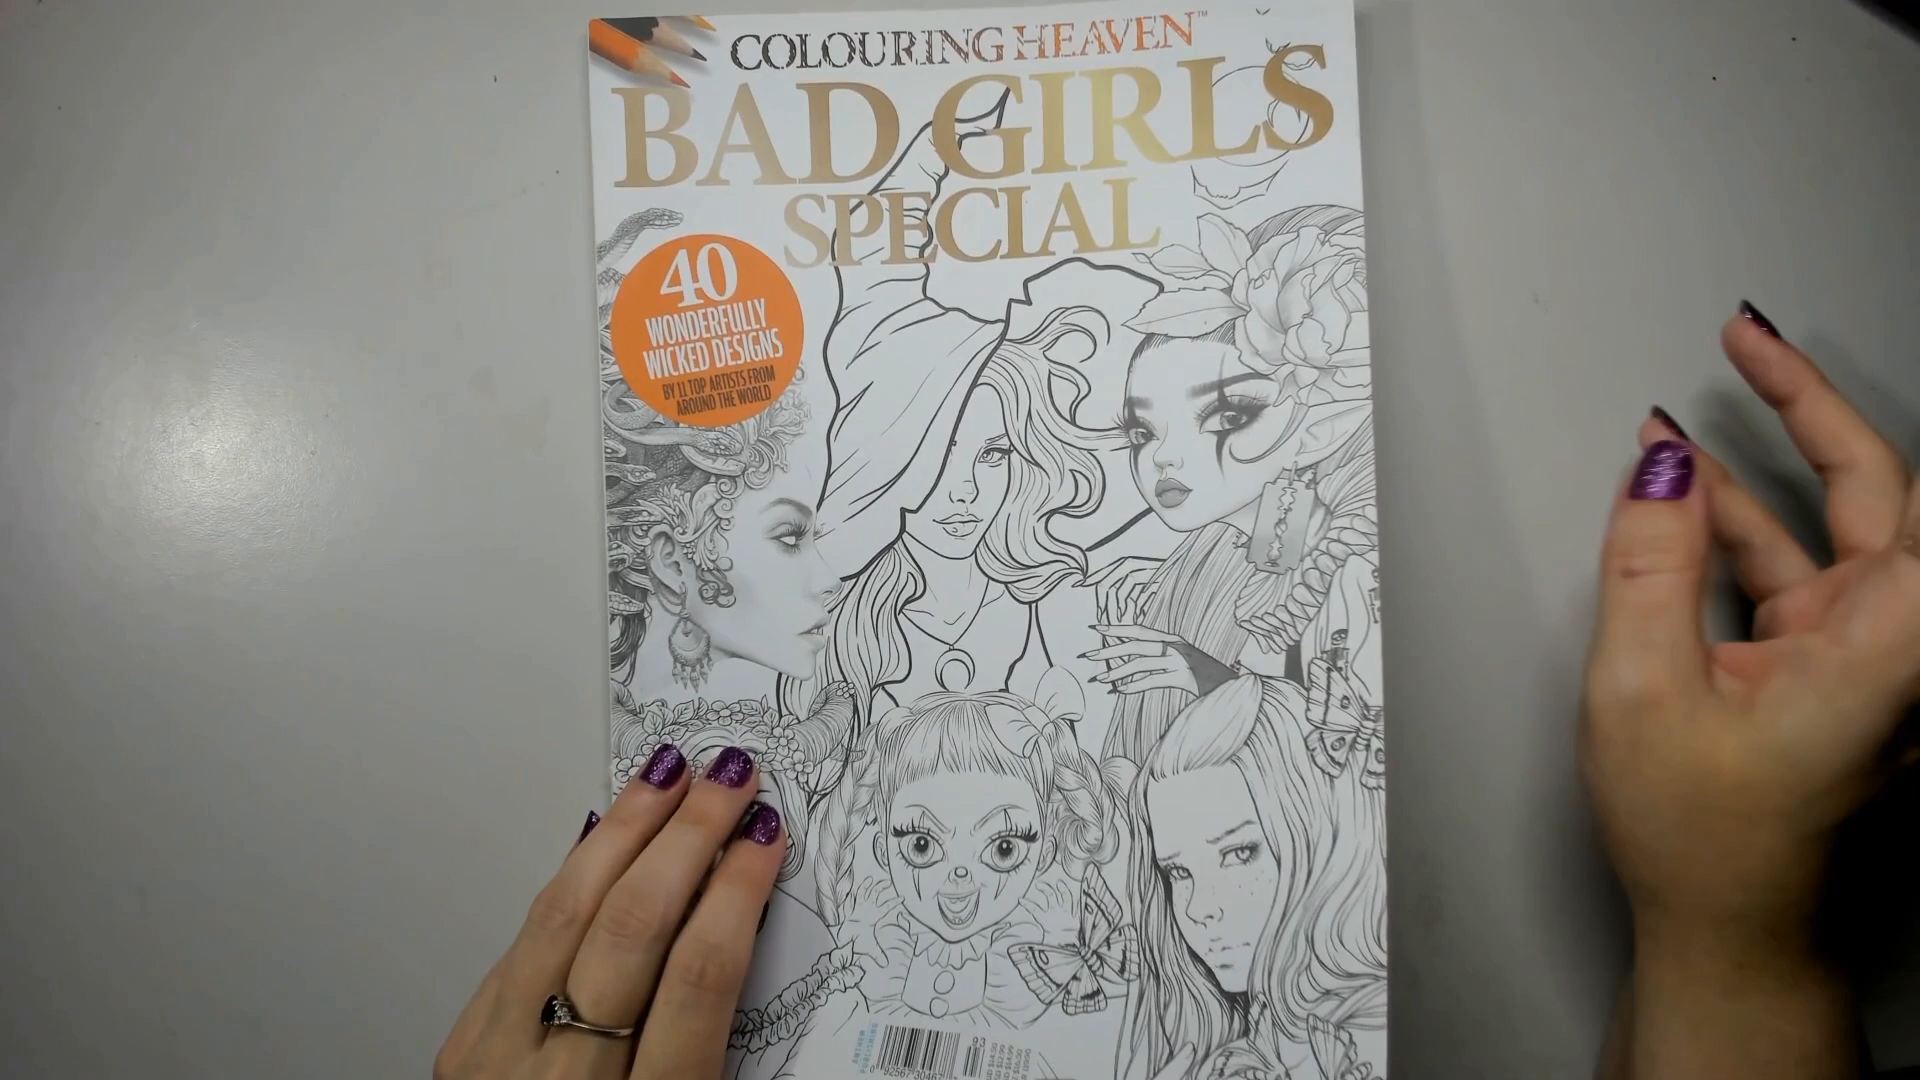 COLOURING HEAVEN™
BAD GIRLS
SPECIAL
40
WONDERFULLY
WICKED DESIGNS
BY 11 TOP ARTISTS FROM
AROUND THE WORLD